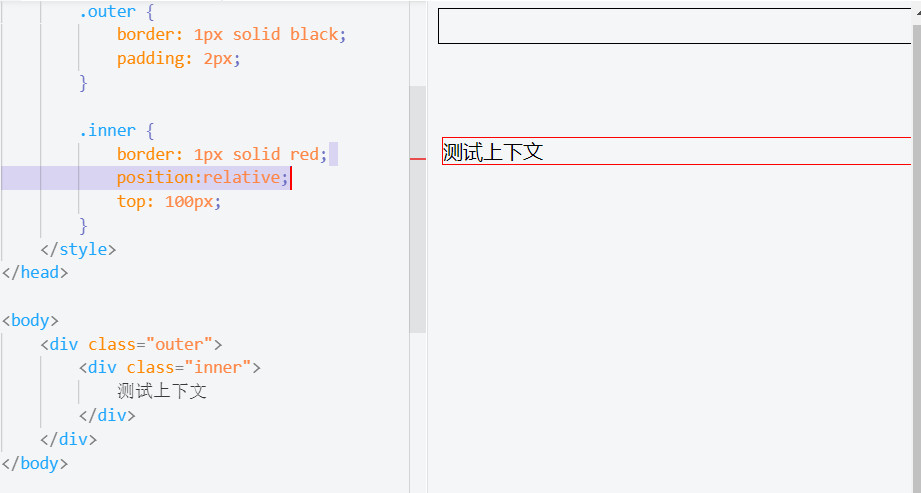 .outer {
border: 1px solid black;
padding: 2px;
}
.inner {
border: 1px solid red;
position:relative;
top: 100px;
}
</style>
</head>
<body>
<div class="outer">
<div class="inner">
测试上下文
</div>
</div>
</body>
测试上下文